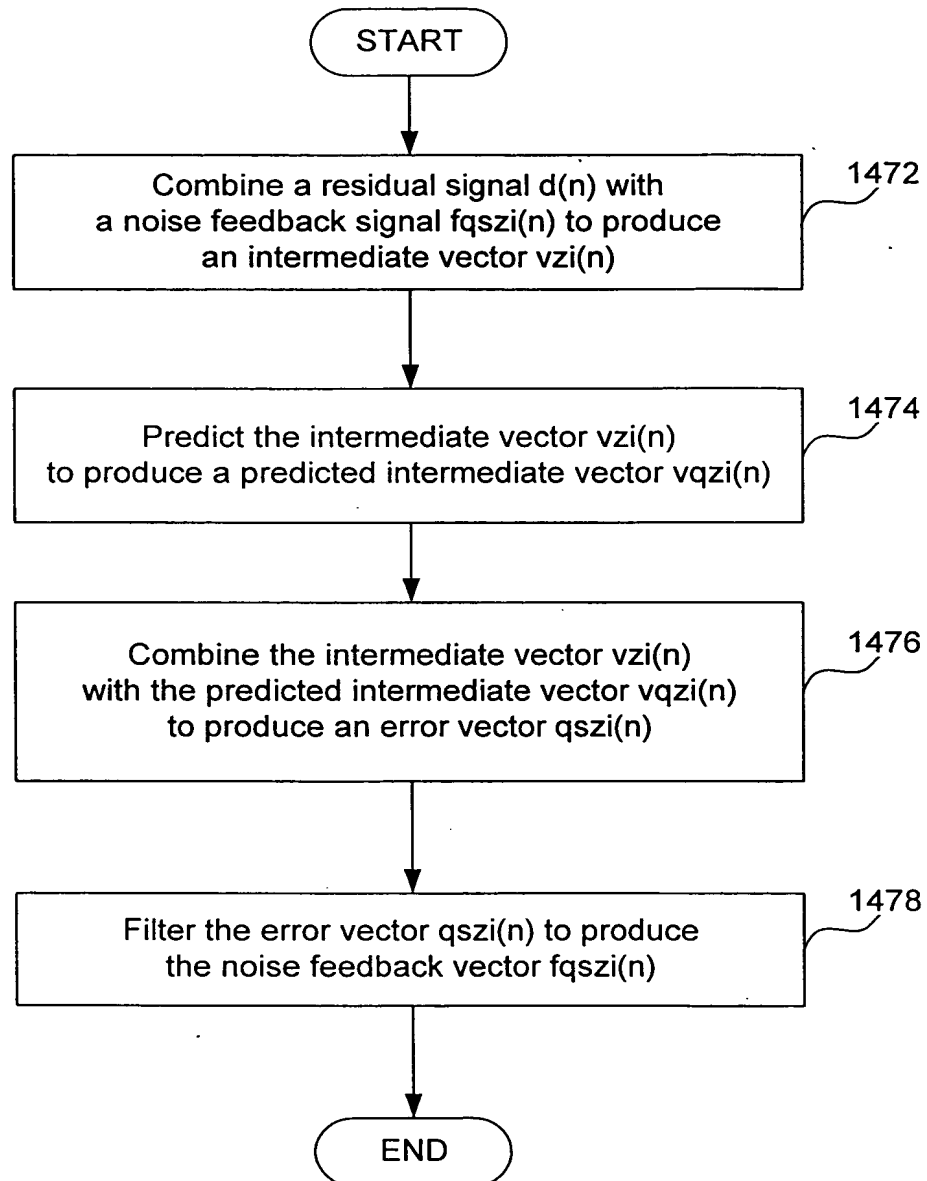 START
Combine a residual signal d(n) with
a noise feedback signal fqszi(n) to produce
an intermediate vector vzi(n)
1472
Predict the intermediate vector vzi(n)
to produce a predicted intermediate vector vqzi(n)
1474
Combine the intermediate vector vzi(n)
with the predicted intermediate vector vqzi(n)
to produce an error vector qszi(n)
1476
Filter the error vector qszi(n) to produce
the noise feedback vector fqszi(n)
1478
END